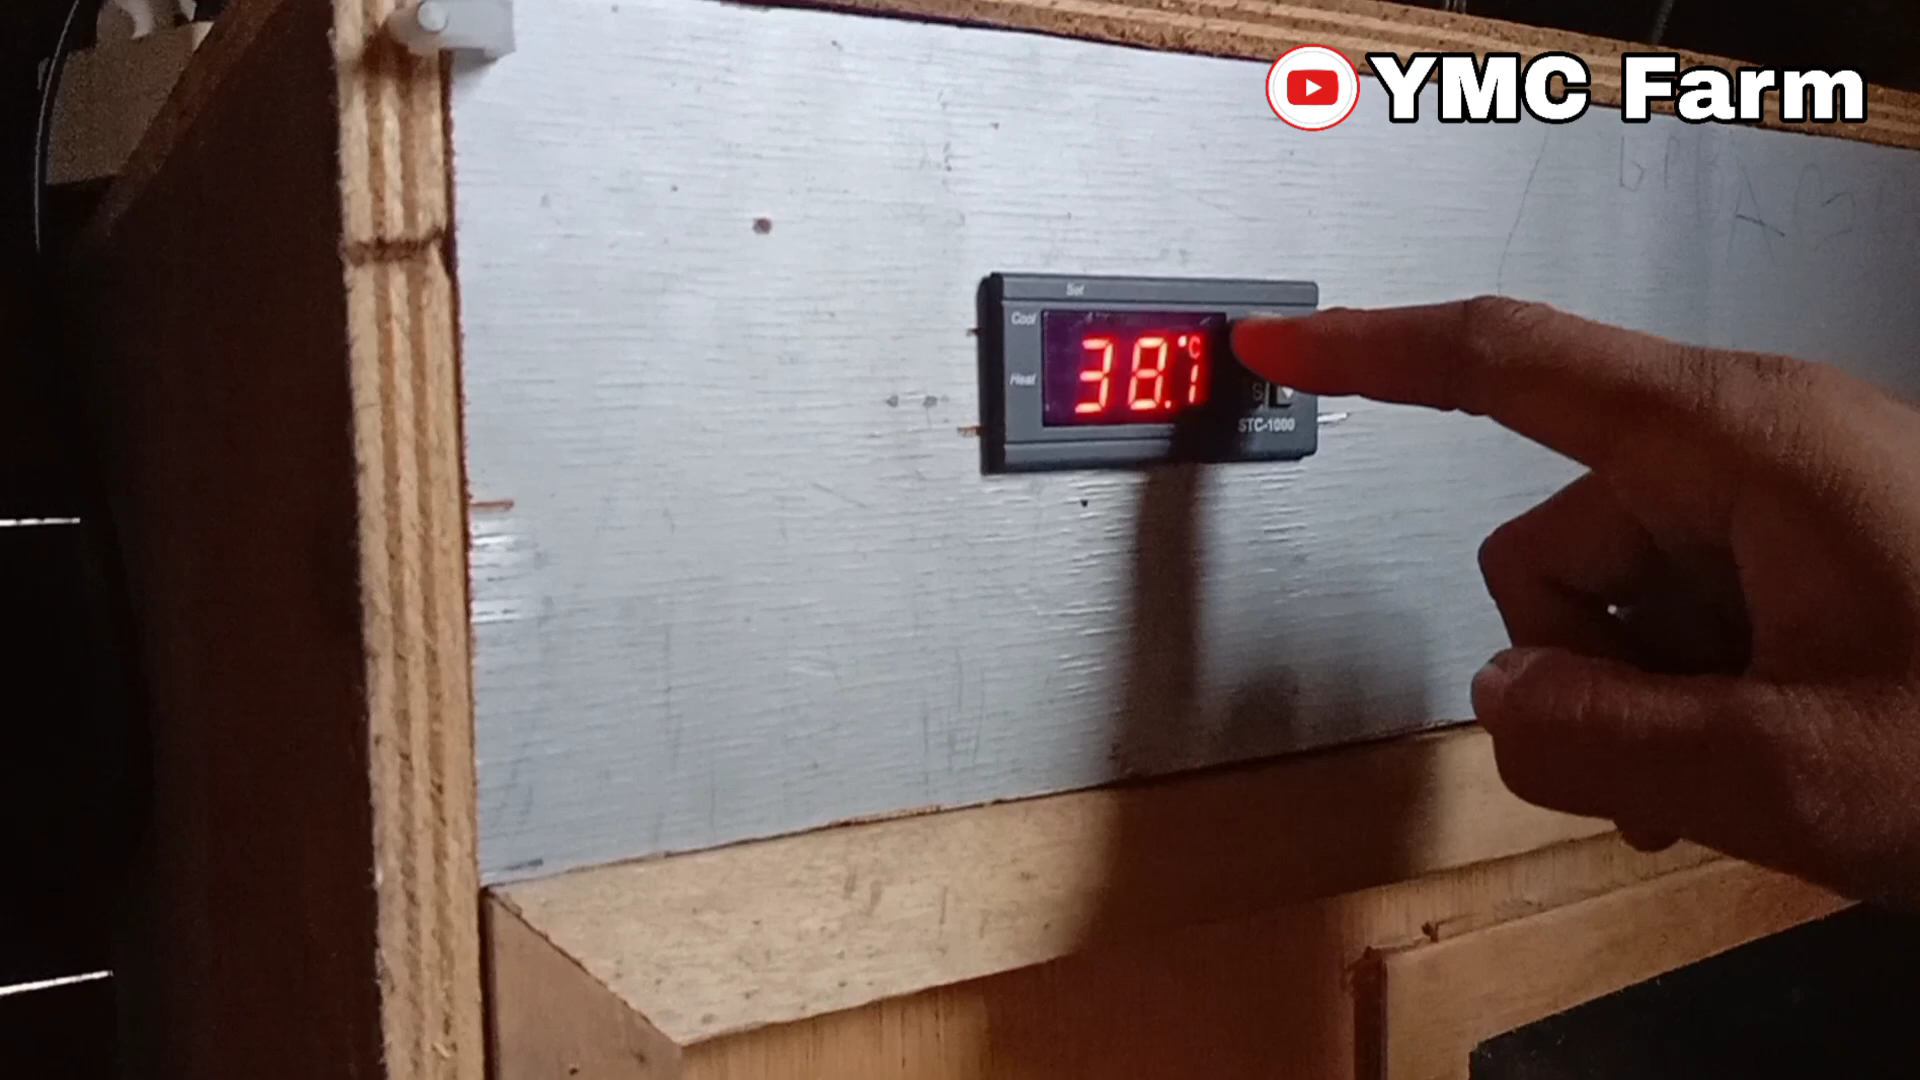 YMC Farm
Set
Cool
38.1 °C
Heat
S
STC-1000